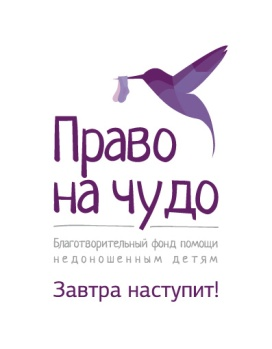 Право
на чудо
Благотворительный фонд помощи
недоношенным детям
Завтра наступит!